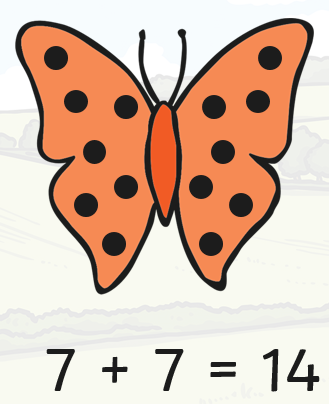 7 + 7 = 14